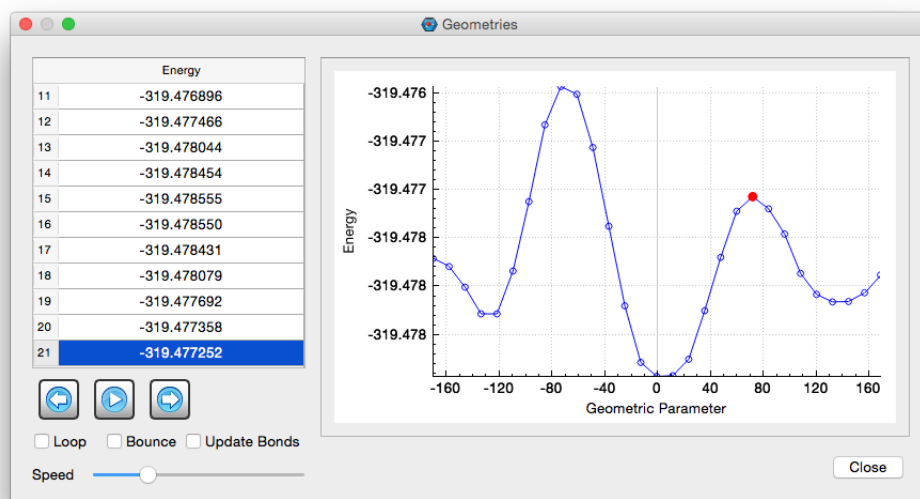 Geometries
Energy
11 -319.476896
12 -319.477466
13 -319.478044
14 -319.478454
15 -319.478555
16 -319.478550
17 -319.478431
18 -319.478079
19 -319.477692
20 -319.477358
21 -319.477252
Loop Bounce Update Bonds
Speed
Energy
-319.476
-319.477
-319.477
-319.478
-319.478
-319.478
-160 -120 -80 -40 0 40 80 120 160
Geometric Parameter
Close